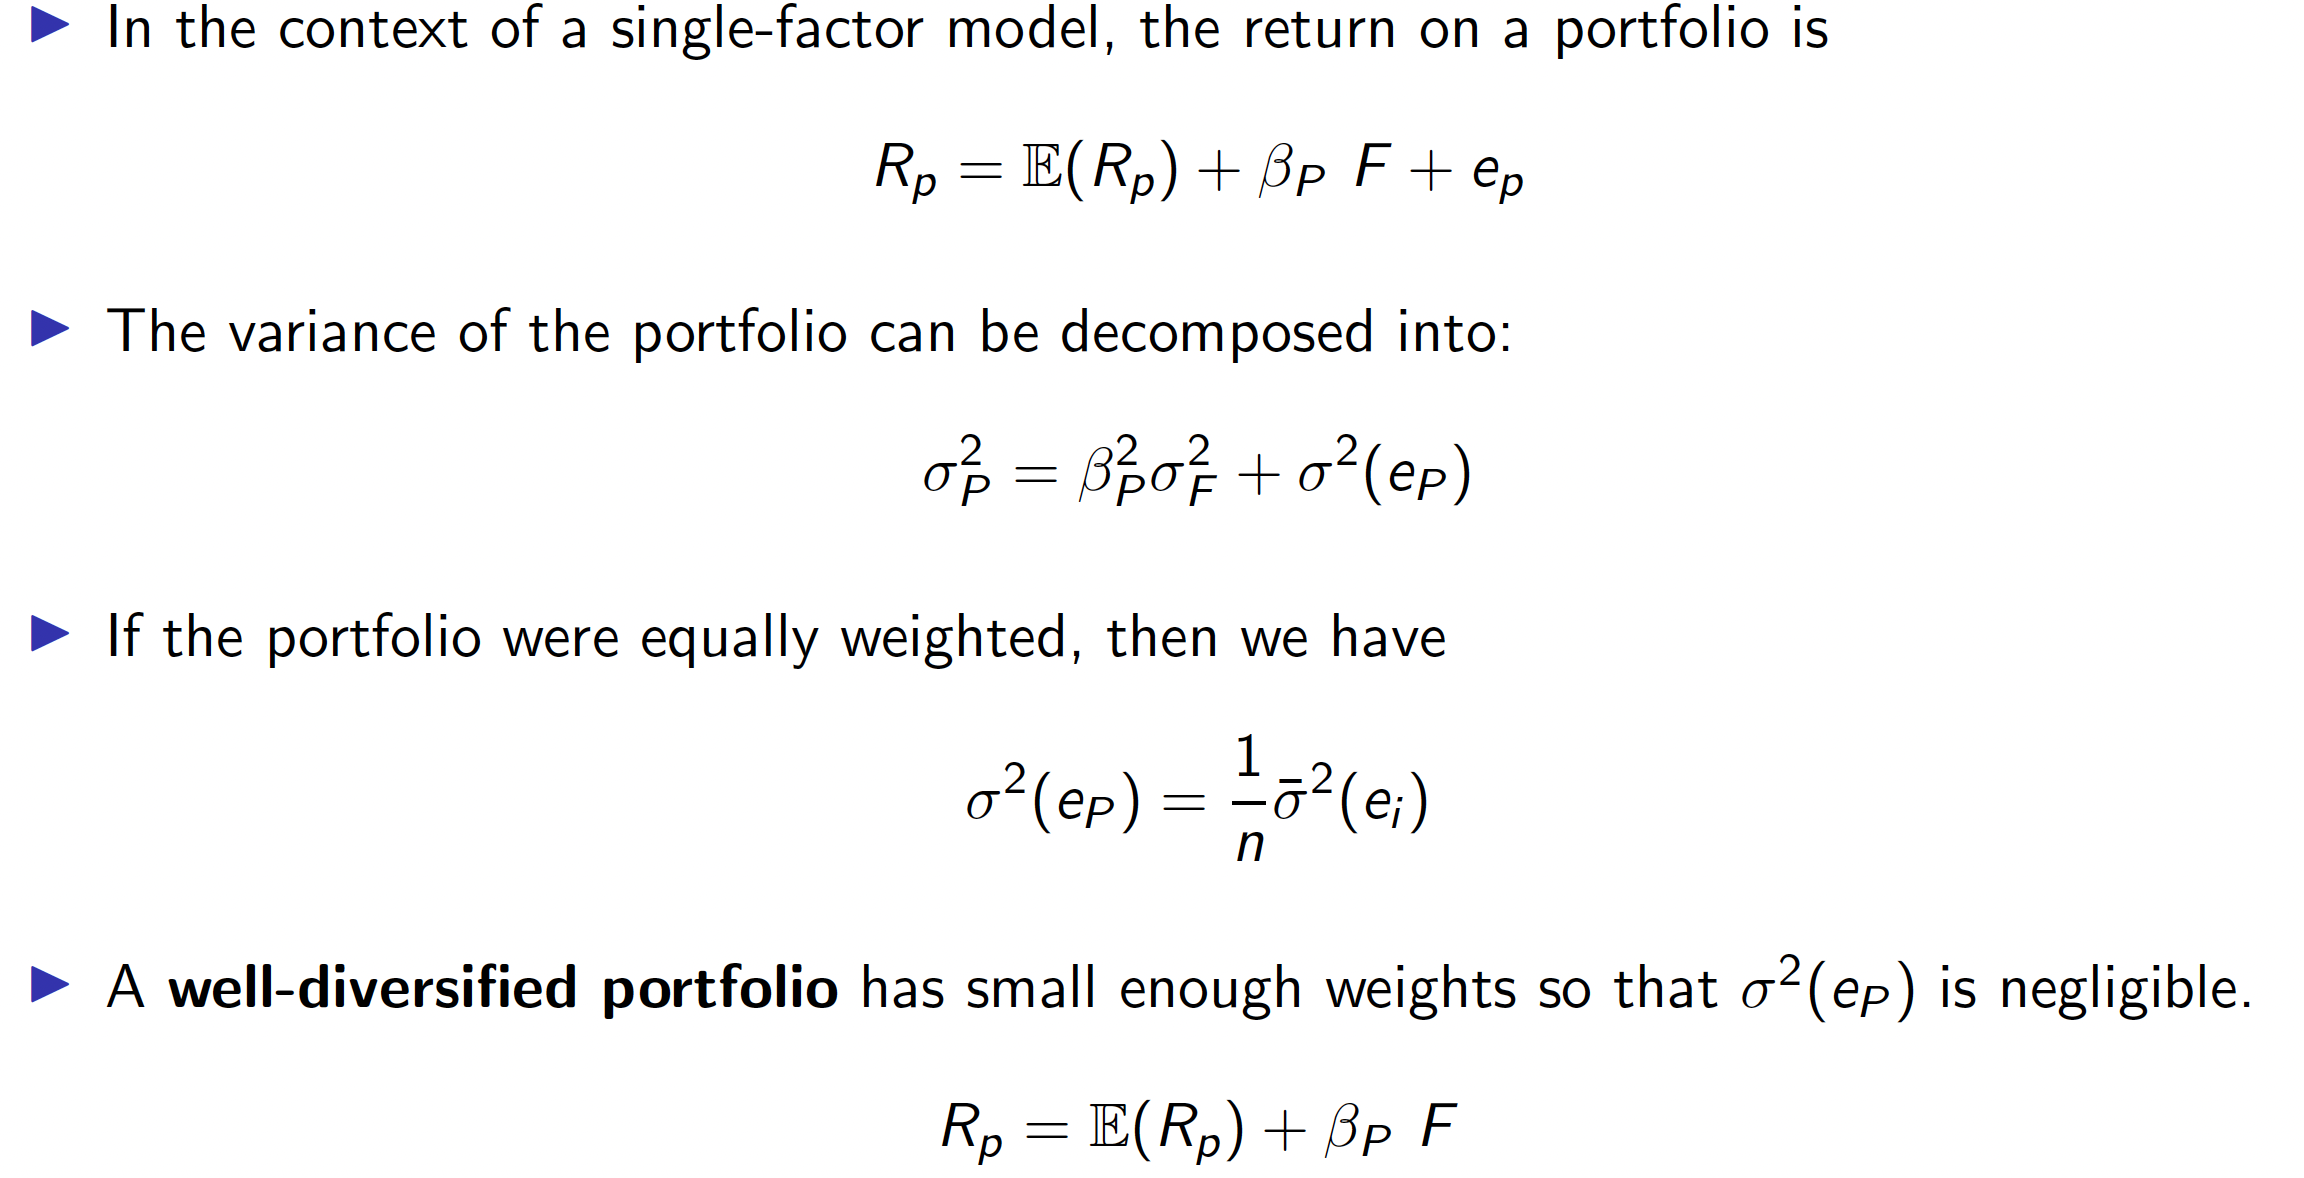 ▶ In the context of a single-factor model, the return on a portfolio is
$R_p = \mathbb{E}(R_p) + \beta_P \ F + e_p$
▶ The variance of the portfolio can be decomposed into:
$\sigma_P^2 = \beta_P^2 \sigma_F^2 + \sigma^2(e_P)$
▶ If the portfolio were equally weighted, then we have
$\sigma^2(e_P) = \frac{1}{n} \bar{\sigma}^2(e_i)$
▶ A well-diversified portfolio has small enough weights so that $\sigma^2(e_P)$ is negligible.
$R_p = \mathbb{E}(R_p) + \beta_P \ F$